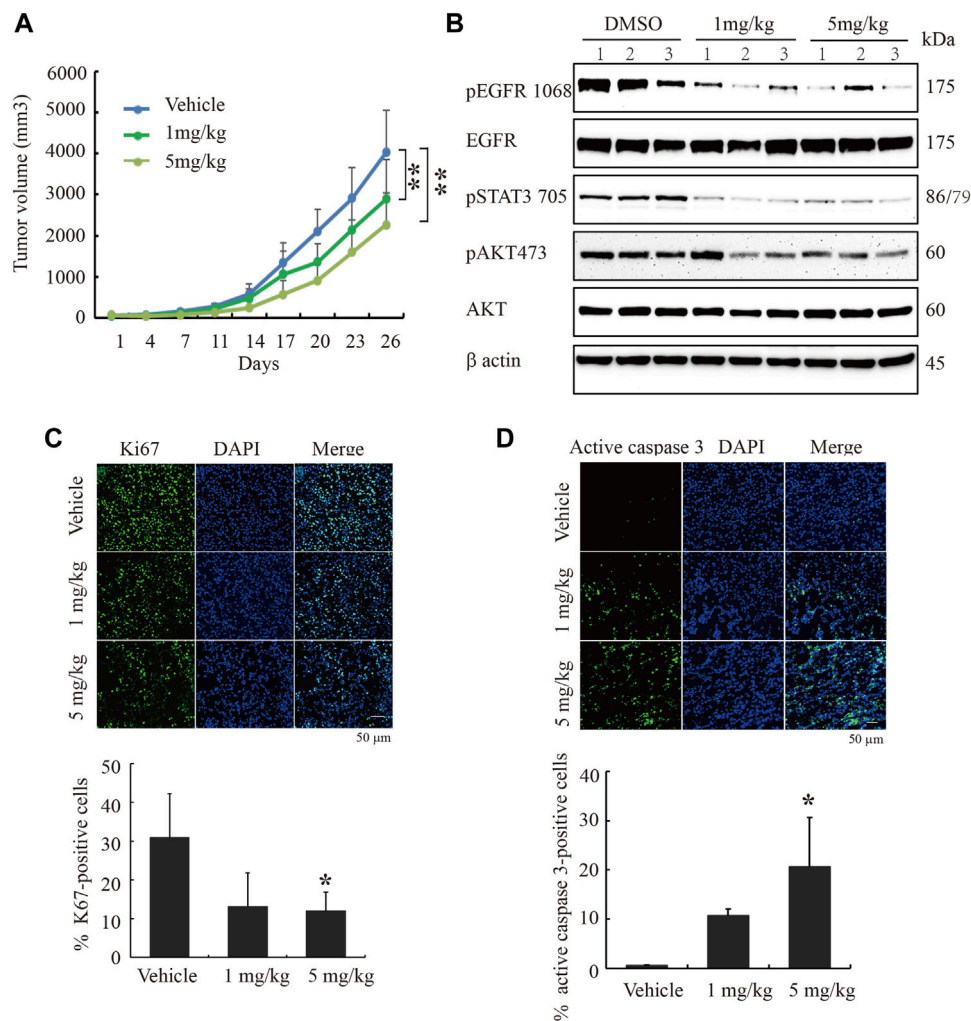 A
Tumor volume (mm3)
6000
5000
4000
3000
2000
1000
0
Vehicle
1mg/kg
5mg/kg
**
**
1 4 7 11 14 17 20 23 26
Days
B
DMSO 1mg/kg 5mg/kg kDa
1 2 3 1 2 3 1 2 3
pEGFR 1068 175
EGFR 175
pSTAT3 705 86/79
pAKT473 60
AKT 60
β actin 45
C
Ki67 DAPI Merge
Vehicle
1 mg/kg
5 mg/kg
50 µm
% K67-positive cells
50
40
30
20
10
0
*
Vehicle 1 mg/kg 5 mg/kg
D
Active caspase 3 DAPI Merge
Vehicle
1 mg/kg
5 mg/kg
50 µm
% active caspase 3-positive cells
40
30
20
10
0
*
Vehicle 1 mg/kg 5 mg/kg